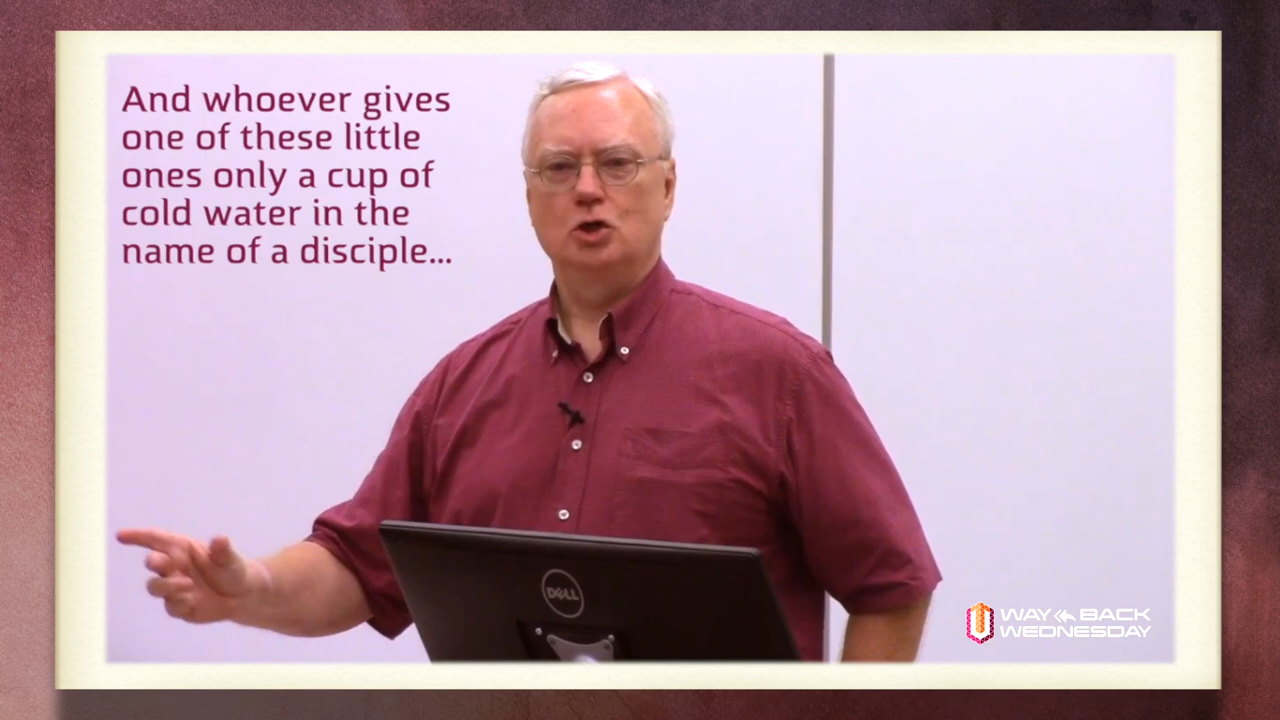 And whoever gives
one of these little
ones only a cup of
cold water in the
name of a disciple...
DELL
WAY BACK
WEDNESDAY